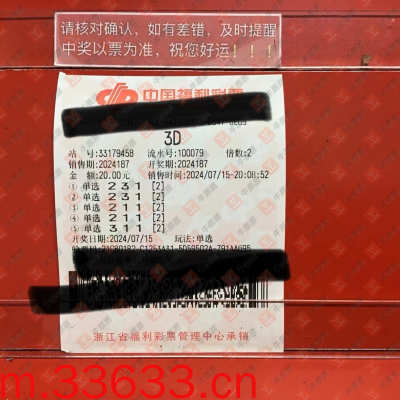 请核对确认、如有差错、及时提醒
中奖以票为准，祝您好运！！！
中国福利彩票
3D
站 号:33179458 流水号:100079 倍数:2
销售期:2024187 开奖期:2024187
金 额:20.00元 销售时间:2024/07/15-20:08:52
① 单选 2 3 1 [2]
② 单选 2 3 1 [2]
③ 单选 2 1 1 [2]
④ 单选 2 1 1 [2]
⑤ 单选 3 1 1 [2]
开奖日期:2024/07/15 玩法:单选
浙江省福利彩票管理中心承销
m.33633.cn